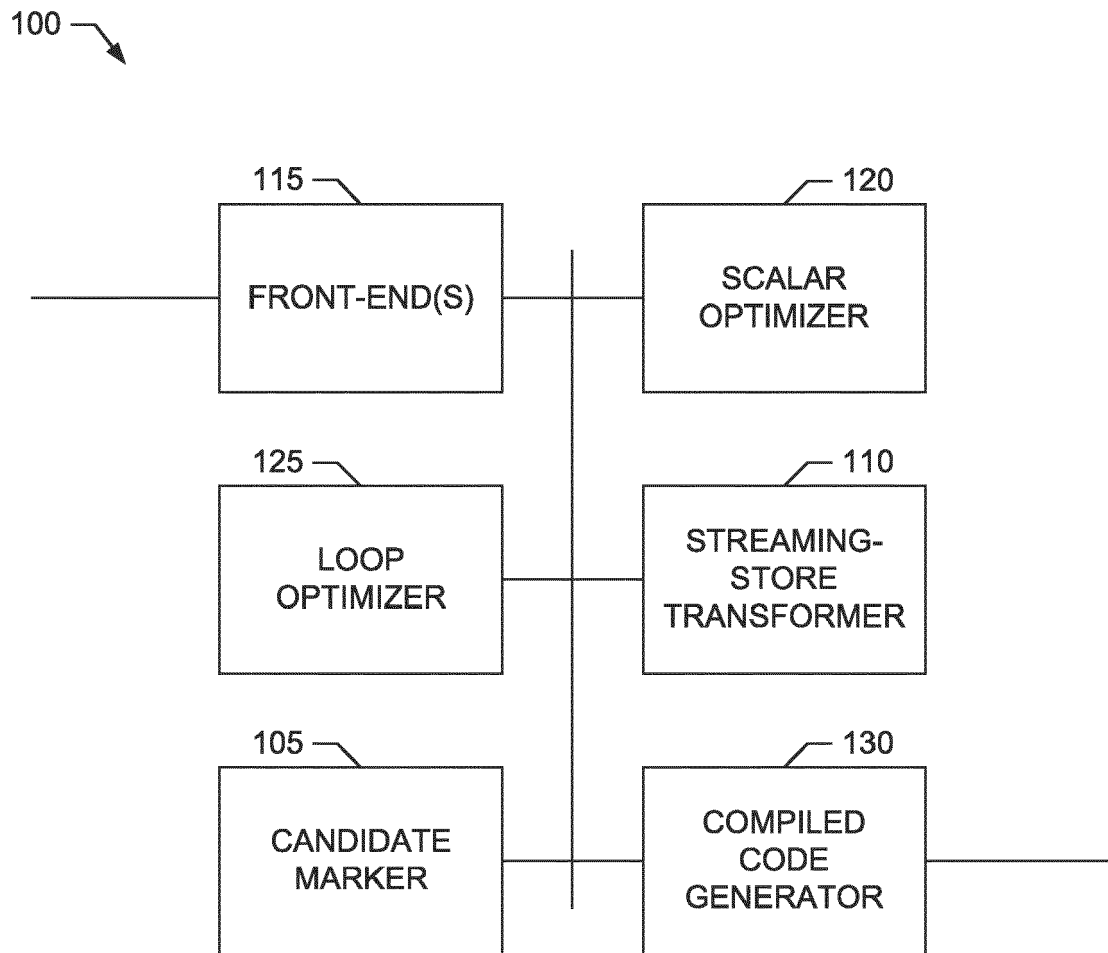 100
115
120
FRONT-END(S)
SCALAR
OPTIMIZER
125
110
LOOP
OPTIMIZER
STREAMING-
STORE
TRANSFORMER
105
130
CANDIDATE
MARKER
COMPILED
CODE
GENERATOR